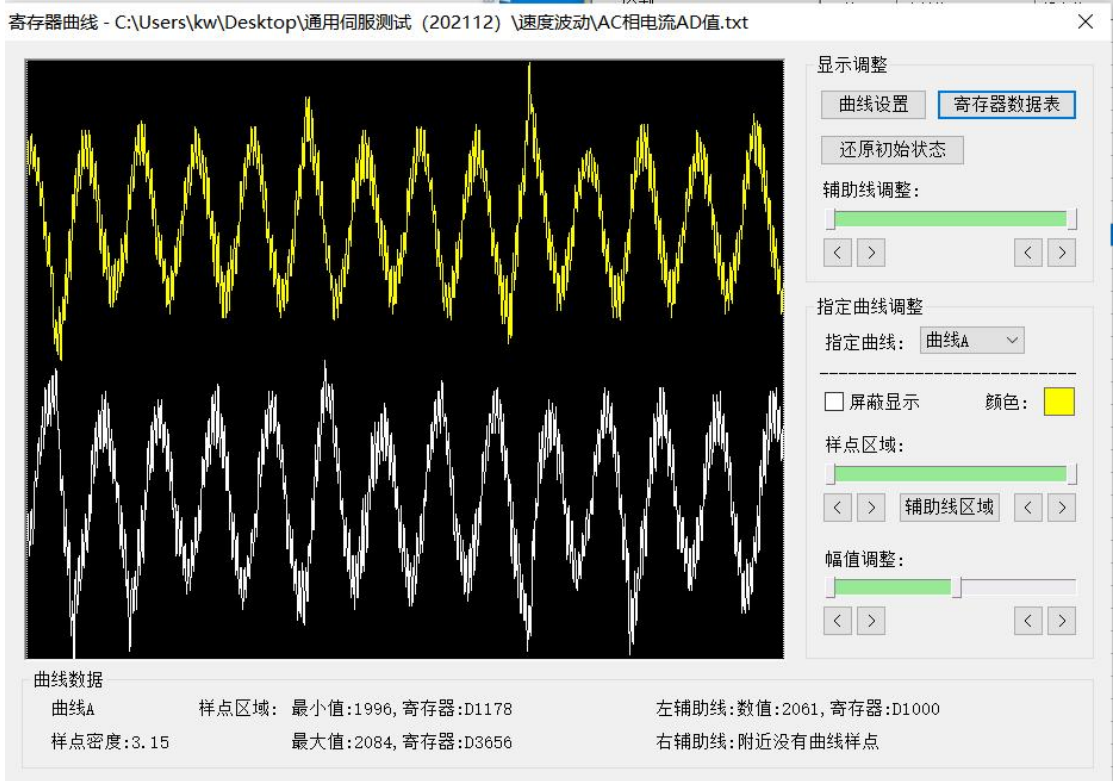 寄存器曲线 - C:\Users\kw\Desktop\通用伺服测试（202112）\速度波动\AC相电流AD值.txt
显示调整
曲线设置 寄存器数据表
还原初始状态
辅助线调整:
< > < >
指定曲线调整
指定曲线: 曲线A
屏蔽显示 颜色:
样点区域:
< > 辅助线区域 < >
幅值调整:
< > < >
曲线数据
曲线A 样点区域: 最小值:1996,寄存器:D1178 左辅助线:数值:2061,寄存器:D1000
样点密度:3.15 最大值:2084,寄存器:D3656 右辅助线:附近没有曲线样点